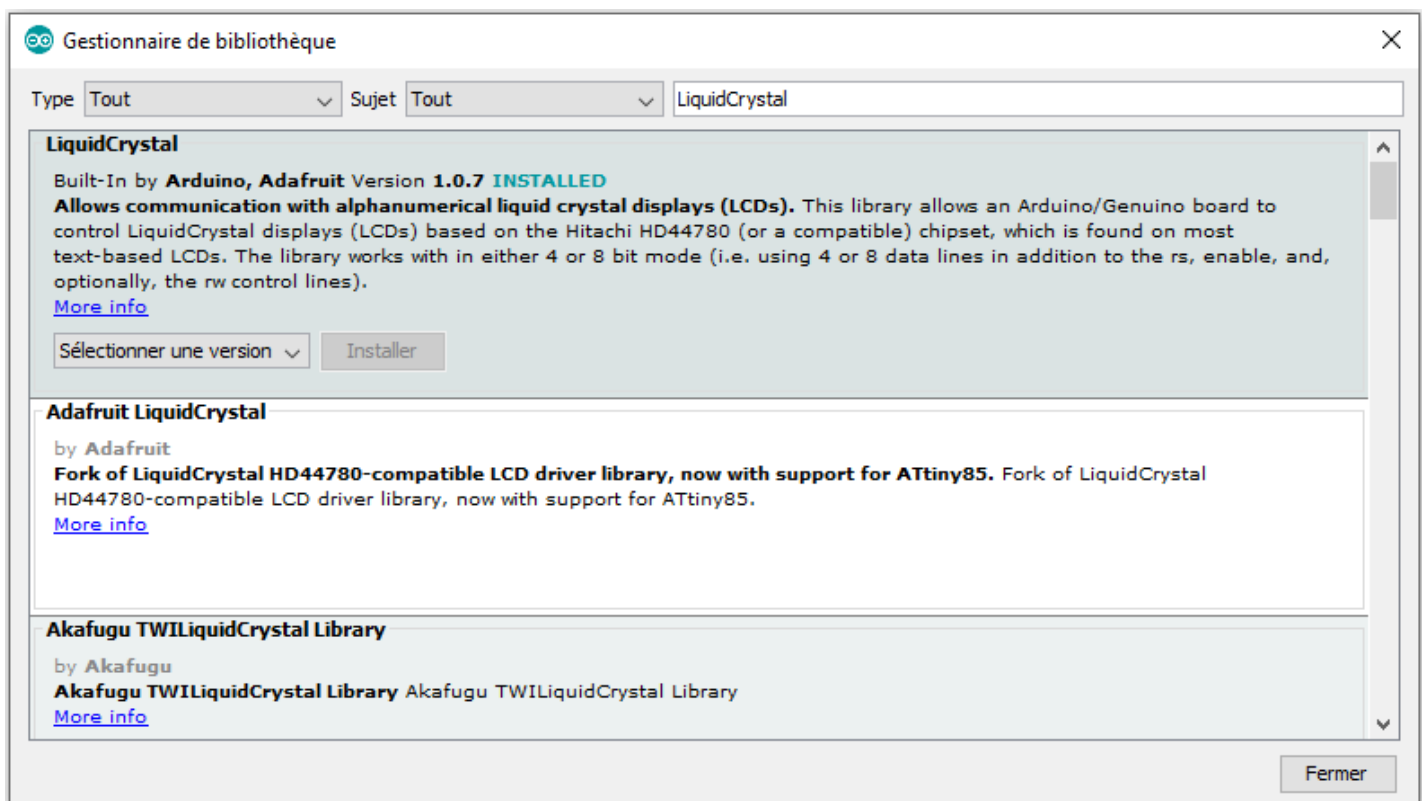 Gestionnaire de bibliothèque
Type Tout Sujet Tout LiquidCrystal
LiquidCrystal
Built-In by Arduino, Adafruit Version 1.0.7 INSTALLED
Allows communication with alphanumerical liquid crystal displays (LCDs). This library allows an Arduino/Genuino board to
control LiquidCrystal displays (LCDs) based on the Hitachi HD44780 (or a compatible) chipset, which is found on most
text-based LCDs. The library works with in either 4 or 8 bit mode (i.e. using 4 or 8 data lines in addition to the rs, enable, and,
optionally, the rw control lines).
More info
Sélectionner une version Installer
Adafruit LiquidCrystal
by Adafruit
Fork of LiquidCrystal HD44780-compatible LCD driver library, now with support for ATtiny85. Fork of LiquidCrystal
HD44780-compatible LCD driver library, now with support for ATtiny85.
More info
Akafugu TWILiquidCrystal Library
by Akafugu
Akafugu TWILiquidCrystal Library Akafugu TWILiquidCrystal Library
More info
Fermer